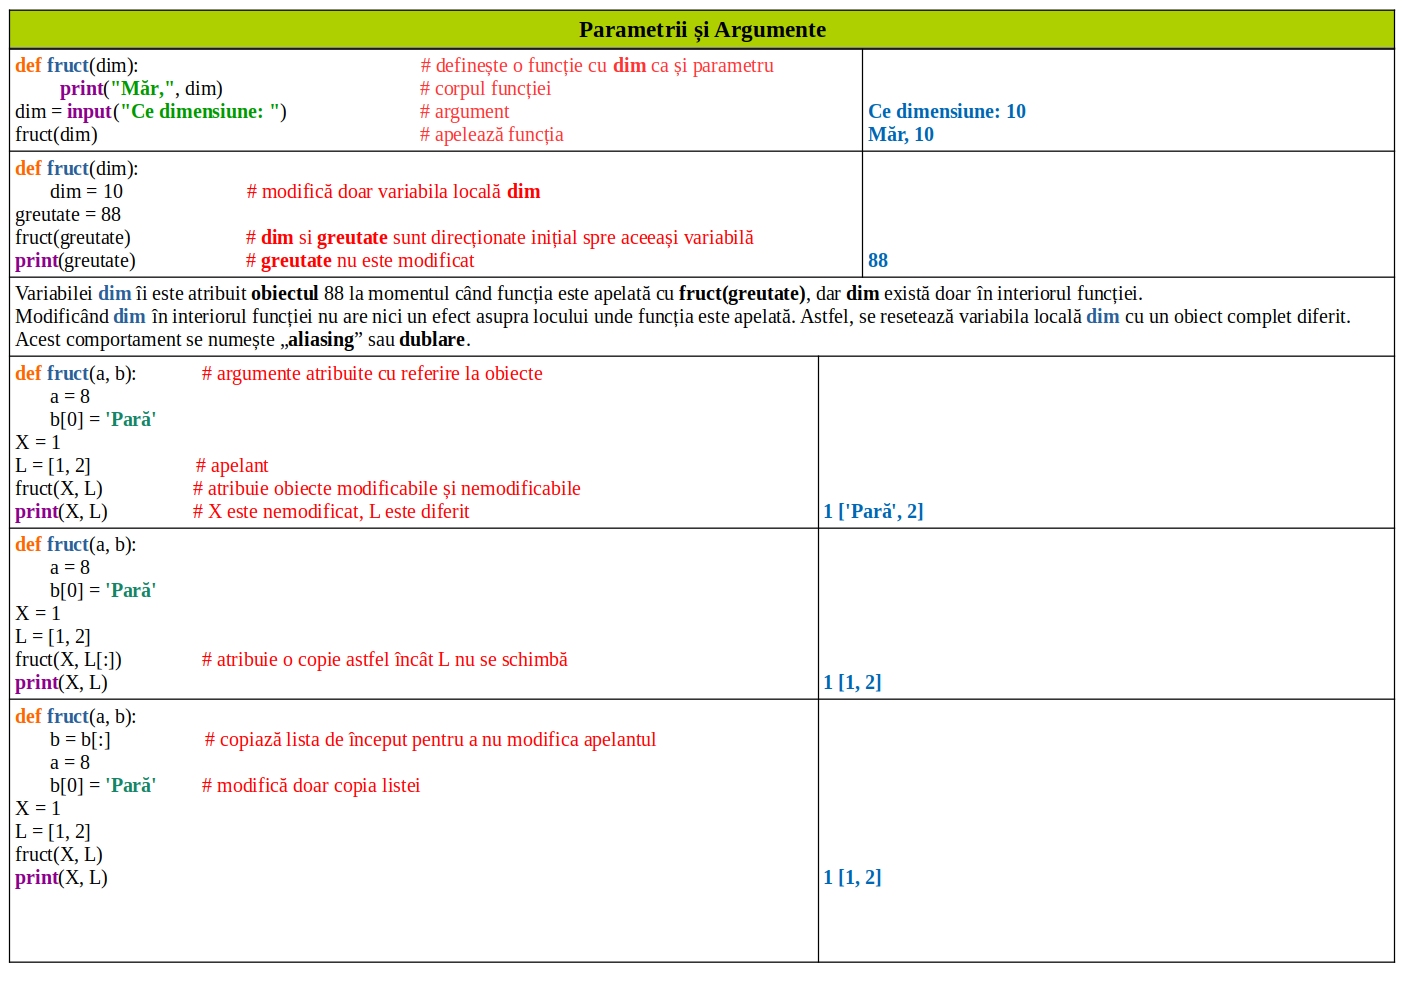 Parametrii și Argumente
def fruct(dim): # definește o funcție cu dim ca și parametru
print("Măr,", dim) # corpul funcției
dim = input("Ce dimensiune: ") # argument
fruct(dim) # apelează funcția
Ce dimensiune: 10
Măr, 10
def fruct(dim):
dim = 10 # modifică doar variabila locală dim
greutate = 88
fruct(greutate) # dim si greutate sunt direcționate inițial spre aceeași variabilă
print(greutate) # greutate nu este modificat
88
Variabilei dim îi este atribuit obiectul 88 la momentul când funcția este apelată cu fruct(greutate), dar dim există doar în interiorul funcției.
Modificând dim în interiorul funcției nu are nici un efect asupra locului unde funcția este apelată. Astfel, se resetează variabila locală dim cu un obiect complet diferit.
Acest comportament se numește „aliasing” sau dublare.
def fruct(a, b): # argumente atribuite cu referire la obiecte
a = 8
b[0] = 'Pară'
X = 1
L = [1, 2] # apelant
fruct(X, L) # atribuie obiecte modificabile și nemodificabile
print(X, L) # X este nemodificat, L este diferit
1 ['Pară', 2]
def fruct(a, b):
a = 8
b[0] = 'Pară'
X = 1
L = [1, 2]
fruct(X, L[:]) # atribuie o copie astfel încât L nu se schimbă
print(X, L)
1 [1, 2]
def fruct(a, b):
b = b[:] # copiază lista de început pentru a nu modifica apelantul
a = 8
b[0] = 'Pară' # modifică doar copia listei
X = 1
L = [1, 2]
fruct(X, L)
print(X, L)
1 [1, 2]